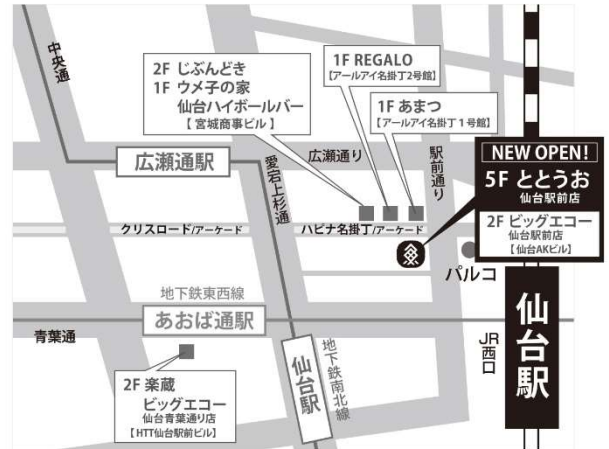 中央通
2F じぶんどき
1F ウメ子の家
仙台ハイボールバー
【 宮城商事ビル 】
1F REGALO
【アールアイ名掛丁2号館】
1F あまつ
【 アールアイ名掛丁 1 号館】
広瀬通駅
愛宕上杉通
広瀬通り
駅前通り
NEW OPEN!
5F ととうお
仙台駅前店
2F ビッグエコー
仙台駅前店
【 仙台AKビル】
クリスロード/アーケード
ハピナ名掛丁/アーケード
パルコ
地下鉄東西線
あおば通駅
青葉通
仙台駅
地下鉄南北線
JR西口
仙台駅
2F 楽蔵
ビッグエコー
仙台青葉通り店
【 HTT仙台駅前ビル】